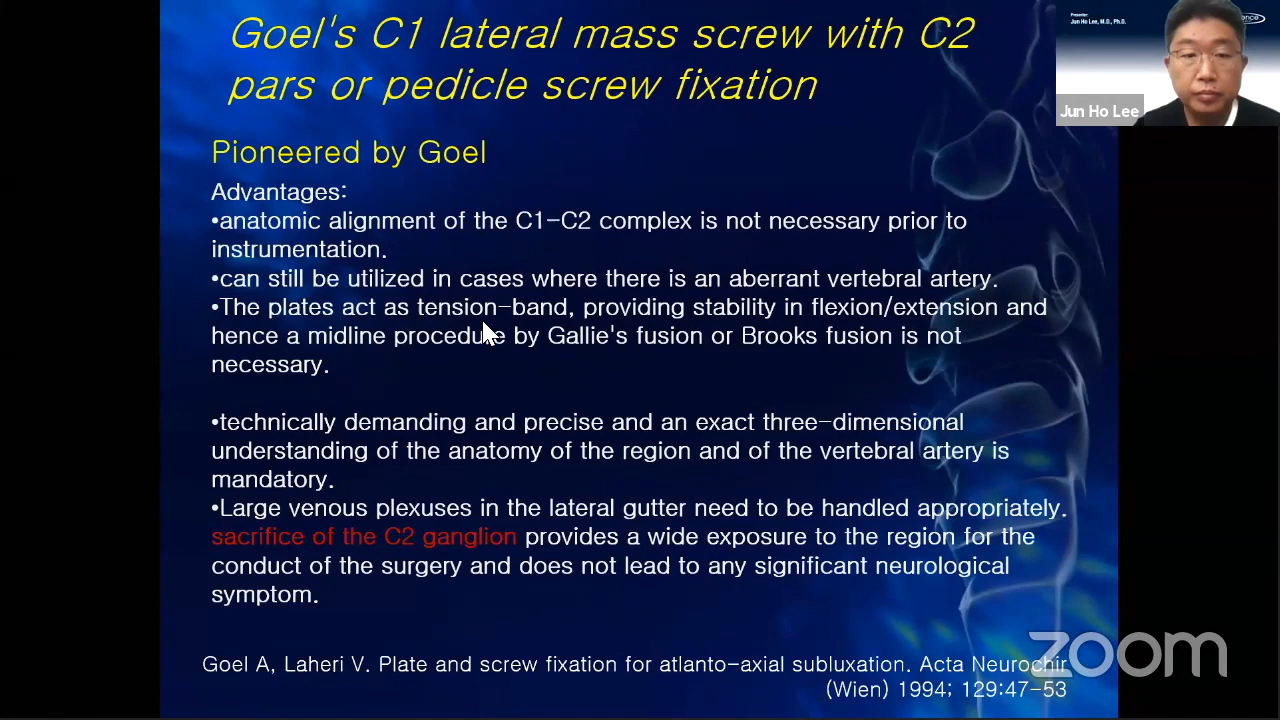 Goel's C1 lateral mass screw with C2
pars or pedicle screw fixation
Presenter:
Jun Ho Lee, M.D., Ph.D.
Jun Ho Lee
Pioneered by Goel
Advantages:
•anatomic alignment of the C1-C2 complex is not necessary prior to
instrumentation.
•can still be utilized in cases where there is an aberrant vertebral artery.
•The plates act as tension-band, providing stability in flexion/extension and
hence a midline procedure by Gallie's fusion or Brooks fusion is not
necessary.
•technically demanding and precise and an exact three-dimensional
understanding of the anatomy of the region and of the vertebral artery is
mandatory.
•Large venous plexuses in the lateral gutter need to be handled appropriately.
sacrifice of the C2 ganglion provides a wide exposure to the region for the
conduct of the surgery and does not lead to any significant neurological
symptom.
Goel A, Laheri V. Plate and screw fixation for atlanto-axial subluxation. Acta Neurochir
(Wien) 1994; 129:47-53
zoom